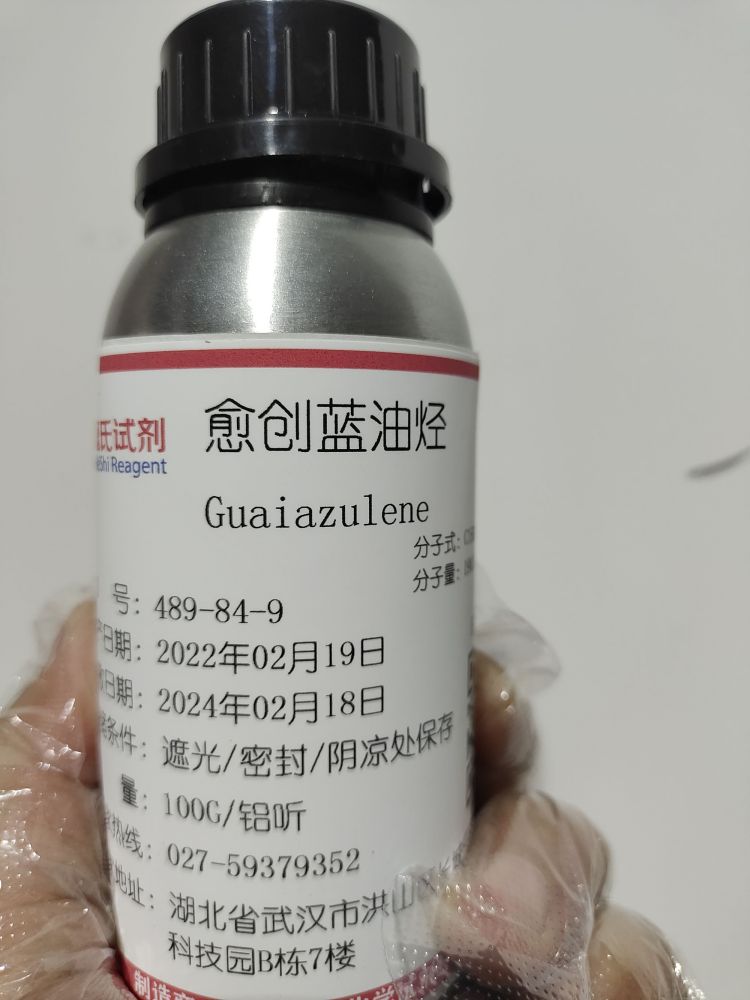 愈创蓝油烃
氏试剂
Shi Reagent
Guaiazulene
分子式:
分子量:
号: 489-84-9
日期: 2022年02月19日
日期: 2024年02月18日
条件: 遮光/密封/阴凉处保存
量: 100G/铝听
热线: 027-59379352
地址: 湖北省武汉市洪山
科技园B栋7楼
制造